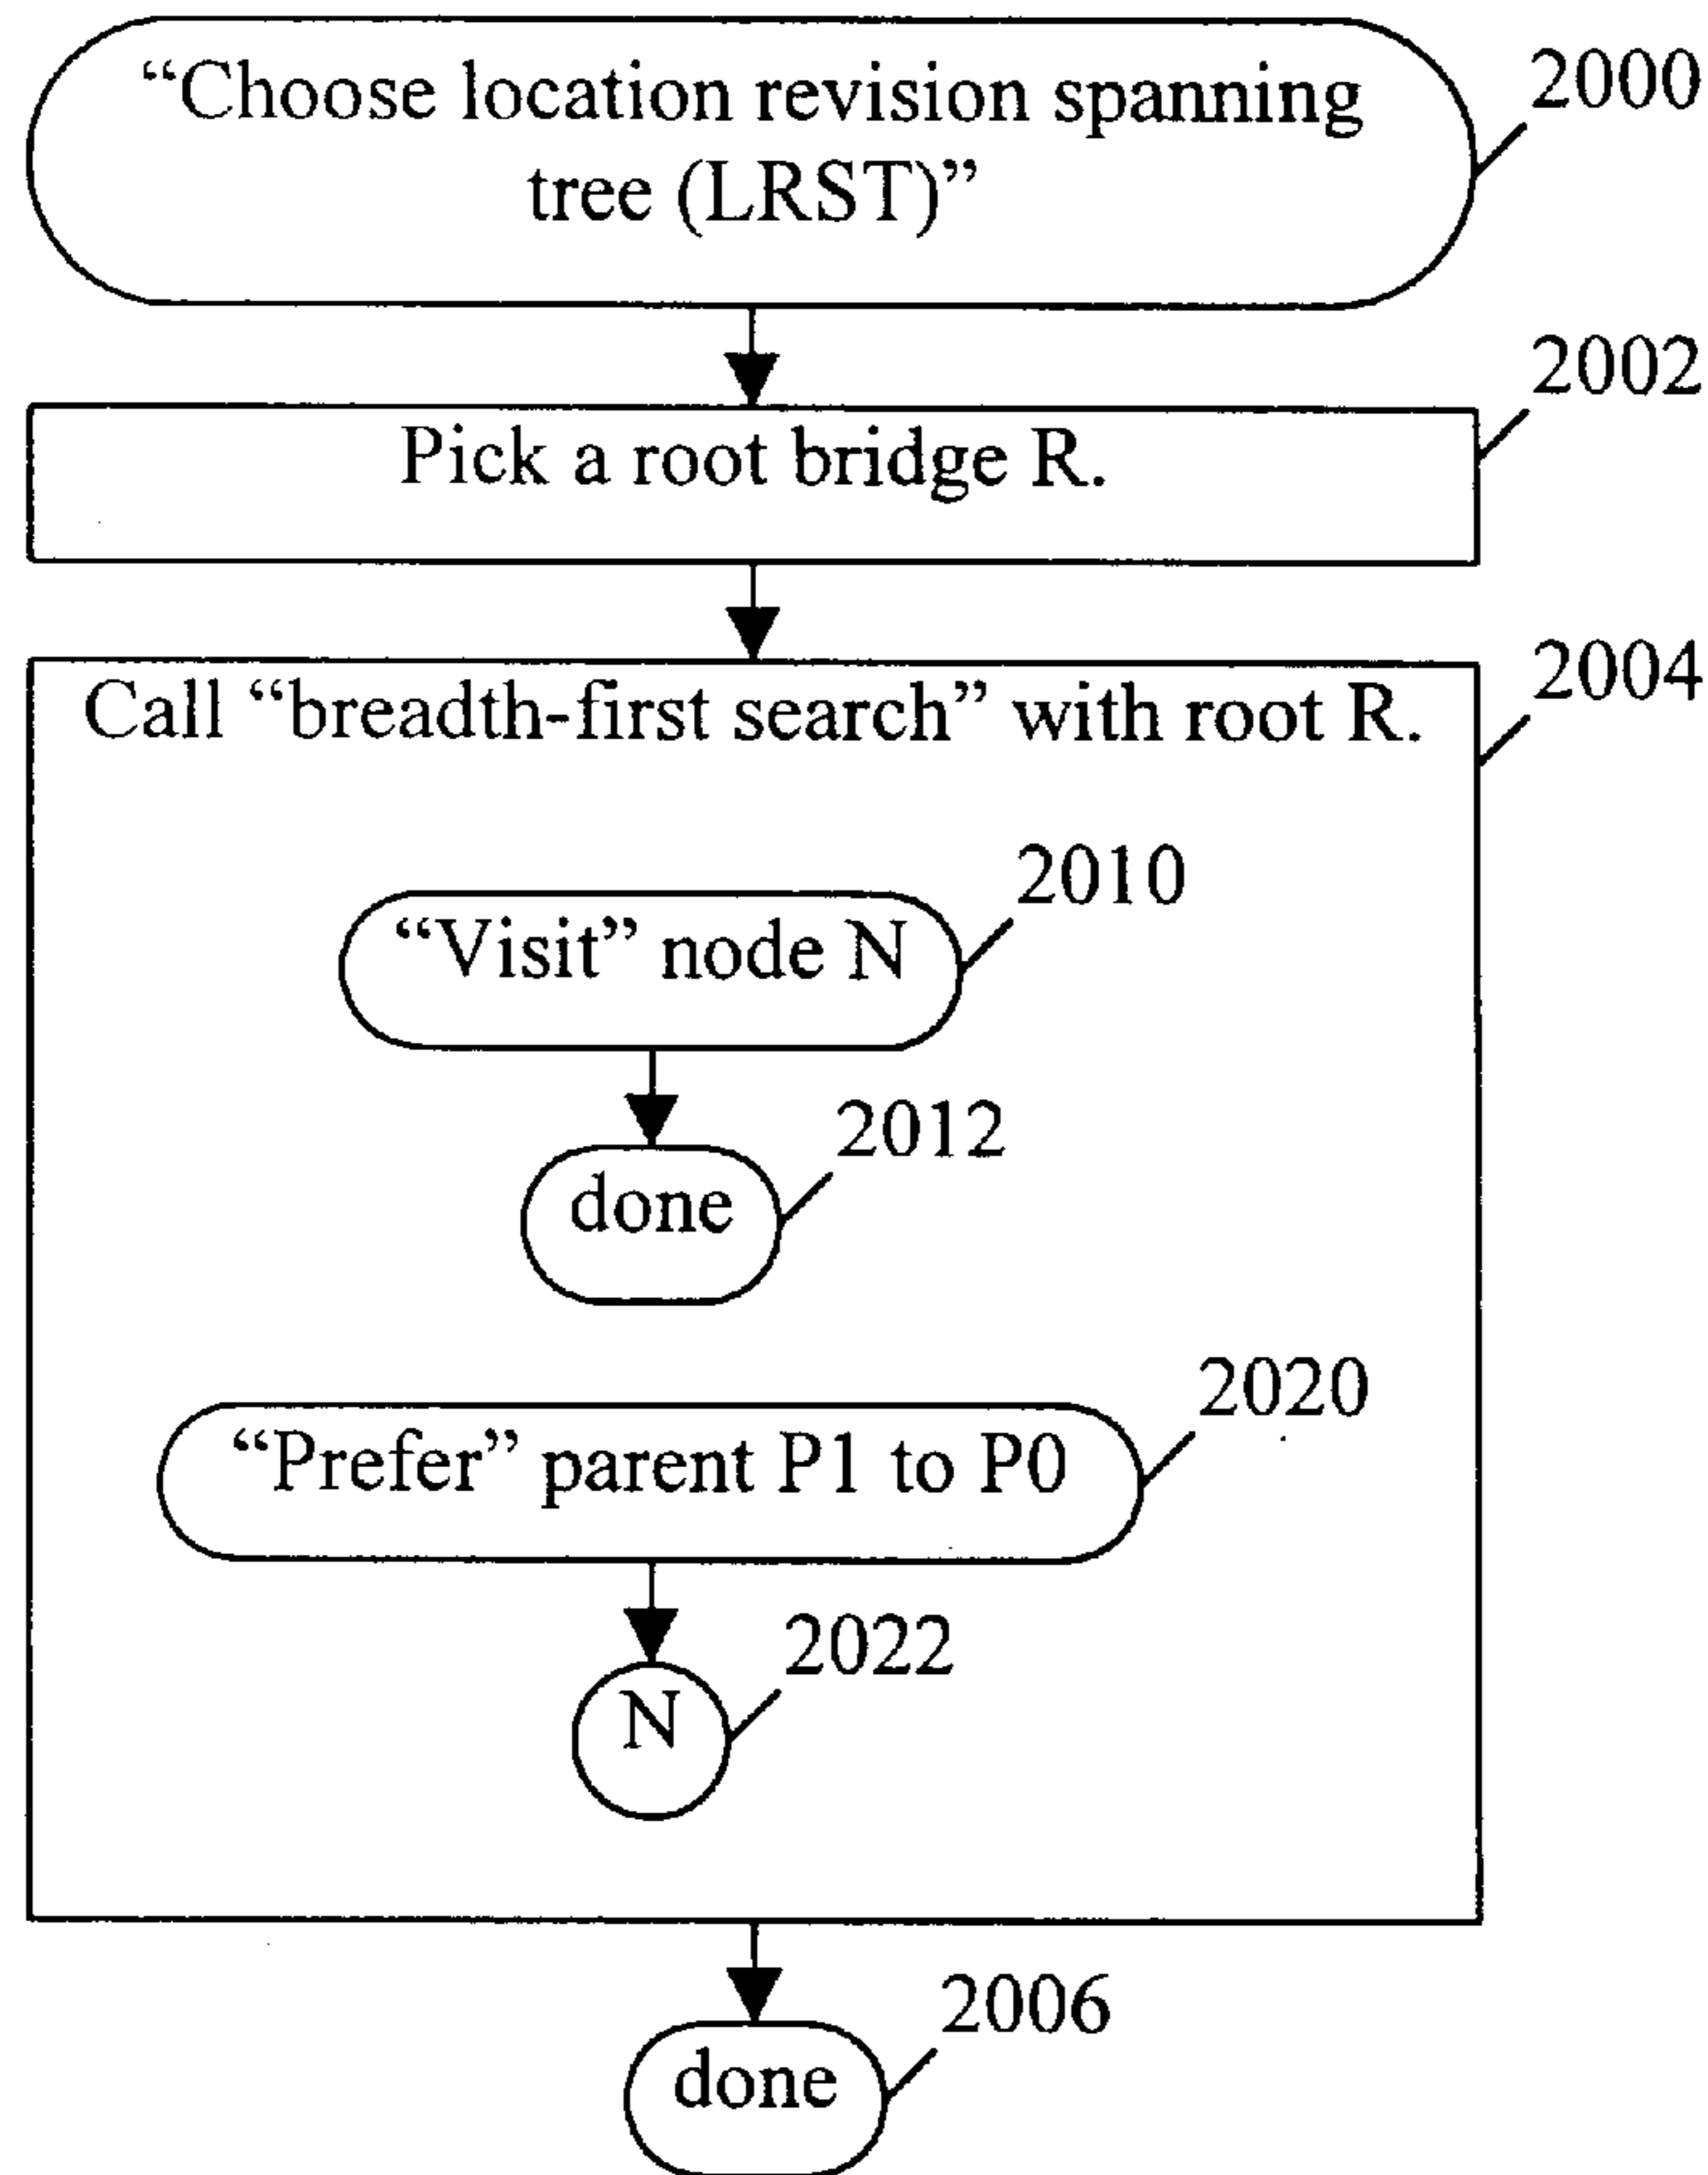 “Choose location revision spanning
tree (LRST)”
2000
2002
Pick a root bridge R.
2004
Call “breadth-first search” with root R.
2010
“Visit” node N
2012
done
2020
“Prefer” parent P1 to P0
2022
N
2006
done